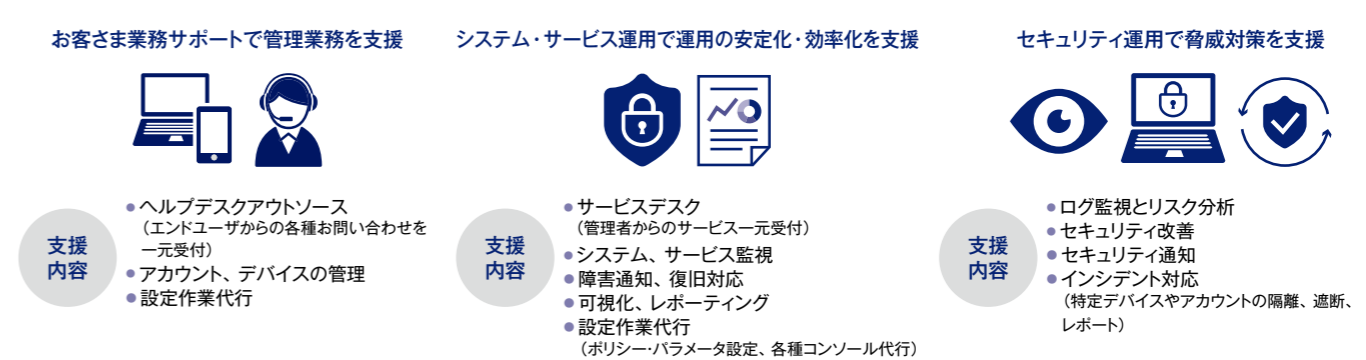 お客さま業務サポートで管理業務を支援
支援
内容
●ヘルプデスクアウトソース
（エンドユーザからの各種お問い合わせを
一元受付）
●アカウント、デバイスの管理
●設定作業代行
システム・サービス運用で運用の安定化・効率化を支援
支援
内容
●サービスデスク
（管理者からのサービス一元受付）
●システム、サービス監視
●障害通知、復旧対応
●可視化、レポーティング
●設定作業代行
（ポリシー・パラメータ設定、各種コンソール代行）
セキュリティ運用で脅威対策を支援
支援
内容
●ログ監視とリスク分析
●セキュリティ改善
●セキュリティ通知
●インシデント対応
（特定デバイスやアカウントの隔離、遮断、
レポート）